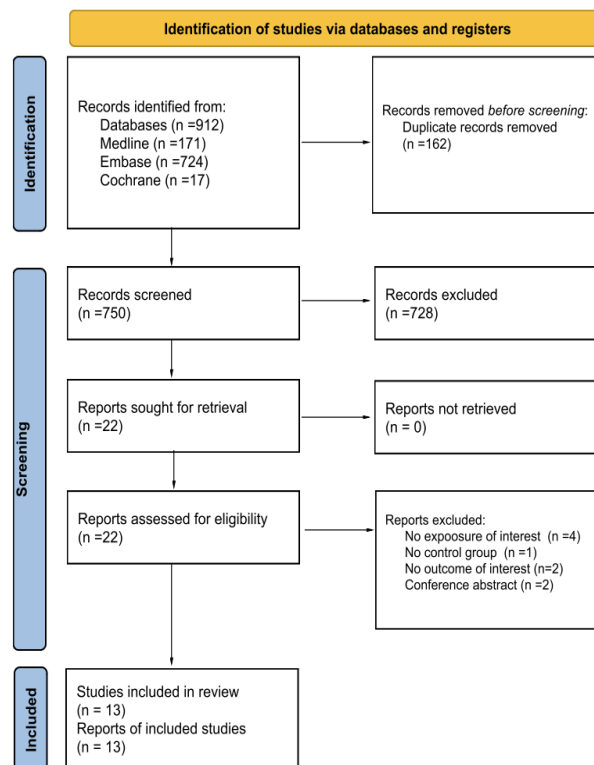 Identification of studies via databases and registers
Identification
Records identified from:
Databases (n =912)
Medline (n =171)
Embase (n =724)
Cochrane (n =17)
Records removed before screening:
Duplicate records removed
(n =162)
Screening
Records screened
(n =750)
Records excluded
(n =728)
Reports sought for retrieval
(n =22)
Reports not retrieved
(n = 0)
Reports assessed for eligibility
(n =22)
Reports excluded:
No expoosure of interest (n =4)
No control group (n =1)
No outcome of interest (n=2)
Conference abstract (n =2)
Included
Studies included in review
(n = 13)
Reports of included studies
(n = 13)